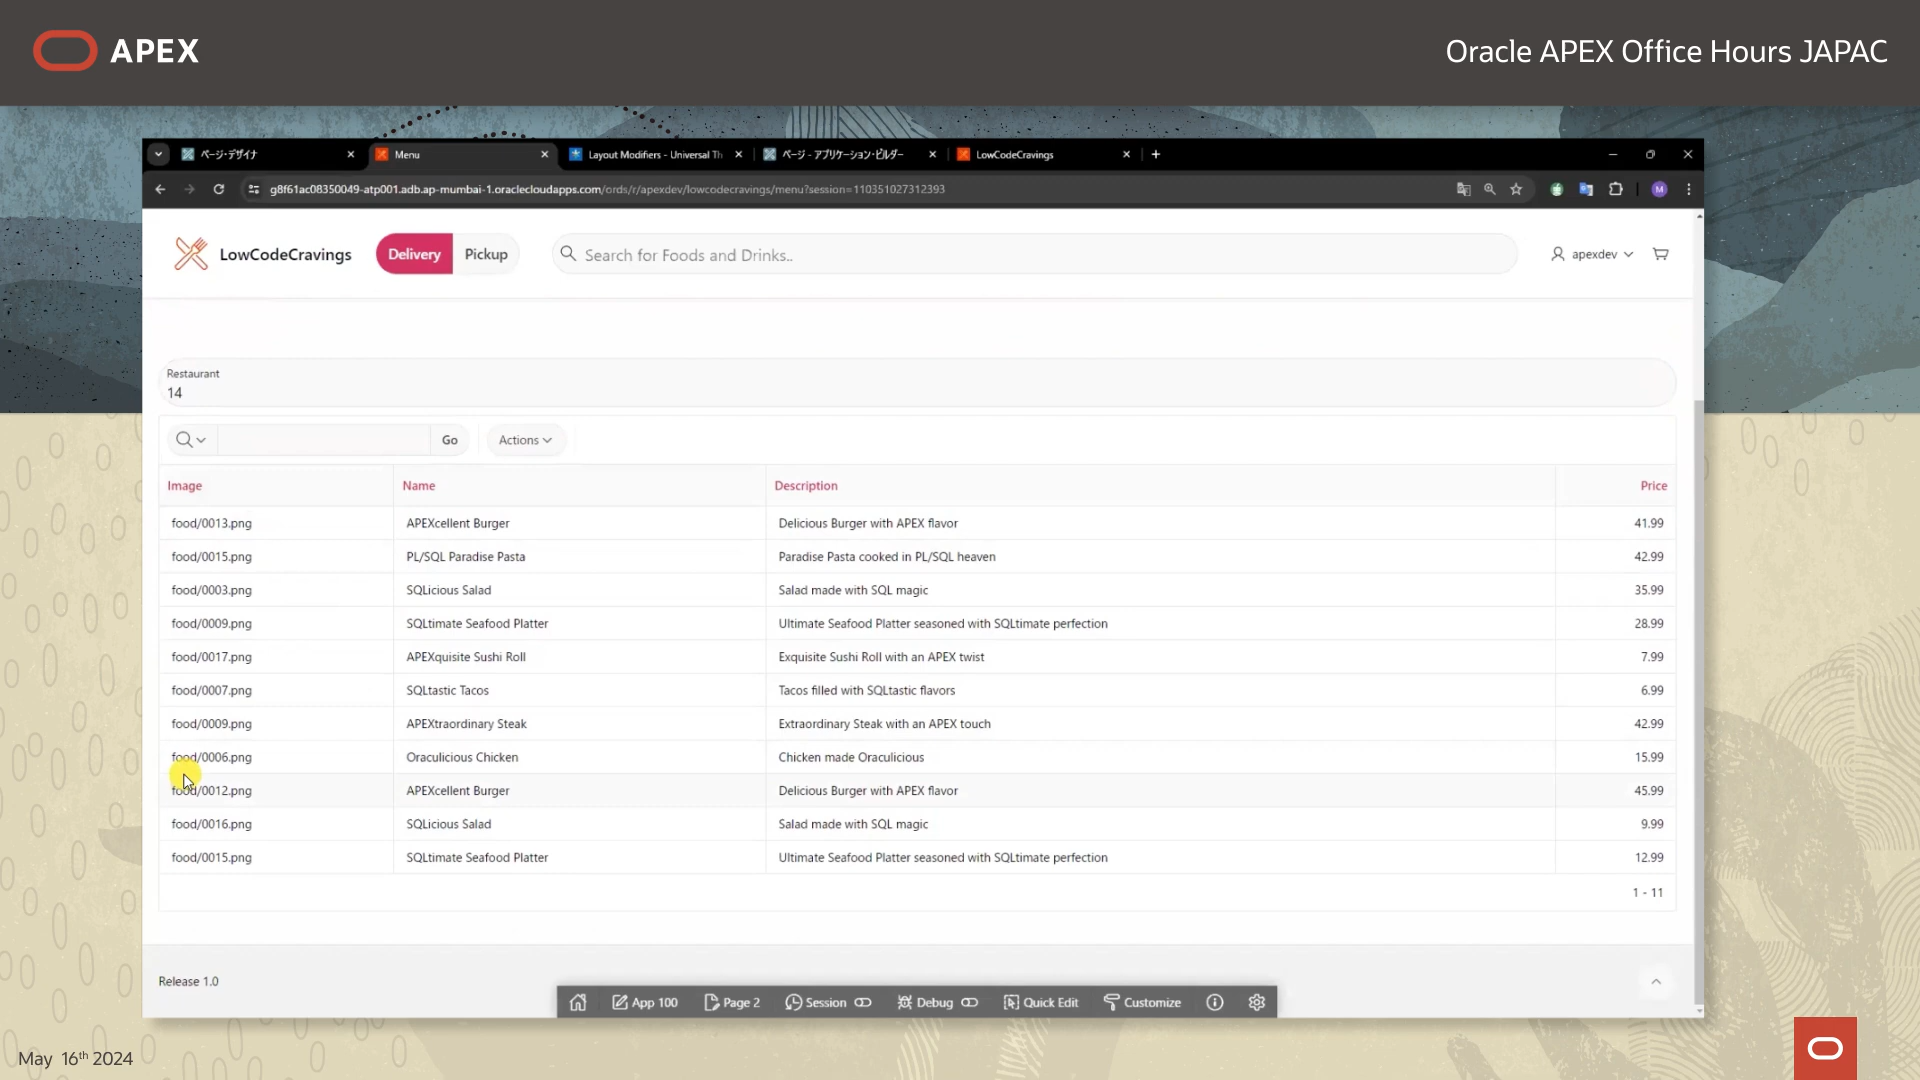 APEX
Oracle APEX Office Hours JAPAC
ページ・デザイナ
Menu
Layout Modifiers - Universal Th
ページ - アプリケーション・ビルダー
LowCodeCravings
g8f61ac08350049-atp001.adb.ap-mumbai-1.oraclecloudapps.com/ords/r/apexdev/lowcodecravings/menu?session=110351027312393
M
LowCodeCravings
Delivery
Pickup
Search for Foods and Drinks..
apexdev
Restaurant
14
Go
Actions
Image Name Description Price
food/0013.png APEXcellent Burger Delicious Burger with APEX flavor 41.99
food/0015.png PL/SQL Paradise Pasta Paradise Pasta cooked in PL/SQL heaven 42.99
food/0003.png SQLicious Salad Salad made with SQL magic 35.99
food/0009.png SQLtimate Seafood Platter Ultimate Seafood Platter seasoned with SQLtimate perfection 28.99
food/0017.png APEXquisite Sushi Roll Exquisite Sushi Roll with an APEX twist 7.99
food/0007.png SQLtastic Tacos Tacos filled with SQLtastic flavors 6.99
food/0009.png APEXtraordinary Steak Extraordinary Steak with an APEX touch 42.99
food/0006.png Oraculicious Chicken Chicken made Oraculicious 15.99
food/0012.png APEXcellent Burger Delicious Burger with APEX flavor 45.99
food/0016.png SQLicious Salad Salad made with SQL magic 9.99
food/0015.png SQLtimate Seafood Platter Ultimate Seafood Platter seasoned with SQLtimate perfection 12.99
1 - 11
Release 1.0
App 100
Page 2
Session
Debug
Quick Edit
Customize
May 16th 2024